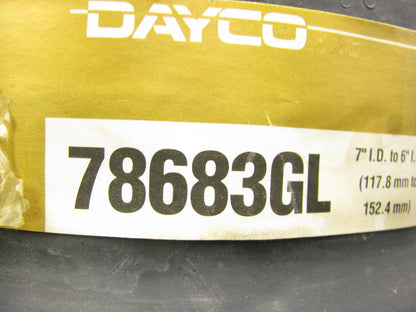 DAYCO
78683GL
7" I.D. to 6" I.
(117.8 mm to
152.4 mm)